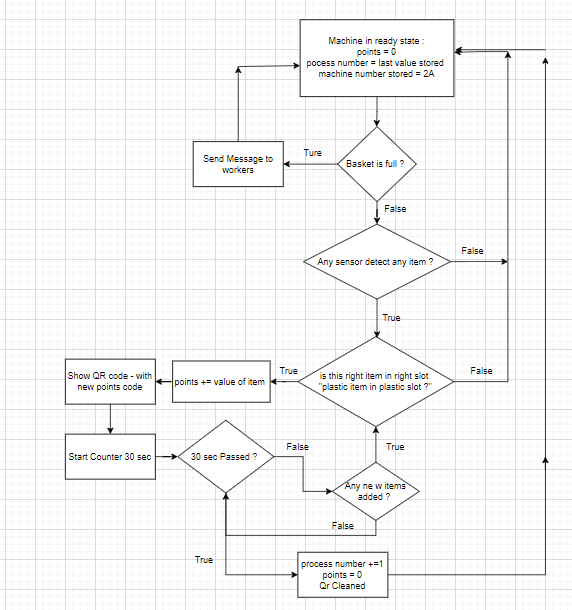 Machine in ready state :
points = 0
pocess number = last value stored
machine number stored = 2A
Send Message to
workers
Ture
Basket is full ?
False
Any sensor detect any item ?
False
True
Show QR code - with
new points code
points += value of item
True
is this right item in right slot
"plastic item in plastic slot ?"
False
Start Counter 30 sec
30 sec Passed ?
False
True
Any new items
added ?
False
True
process number +=1
points = 0
Qr Cleaned